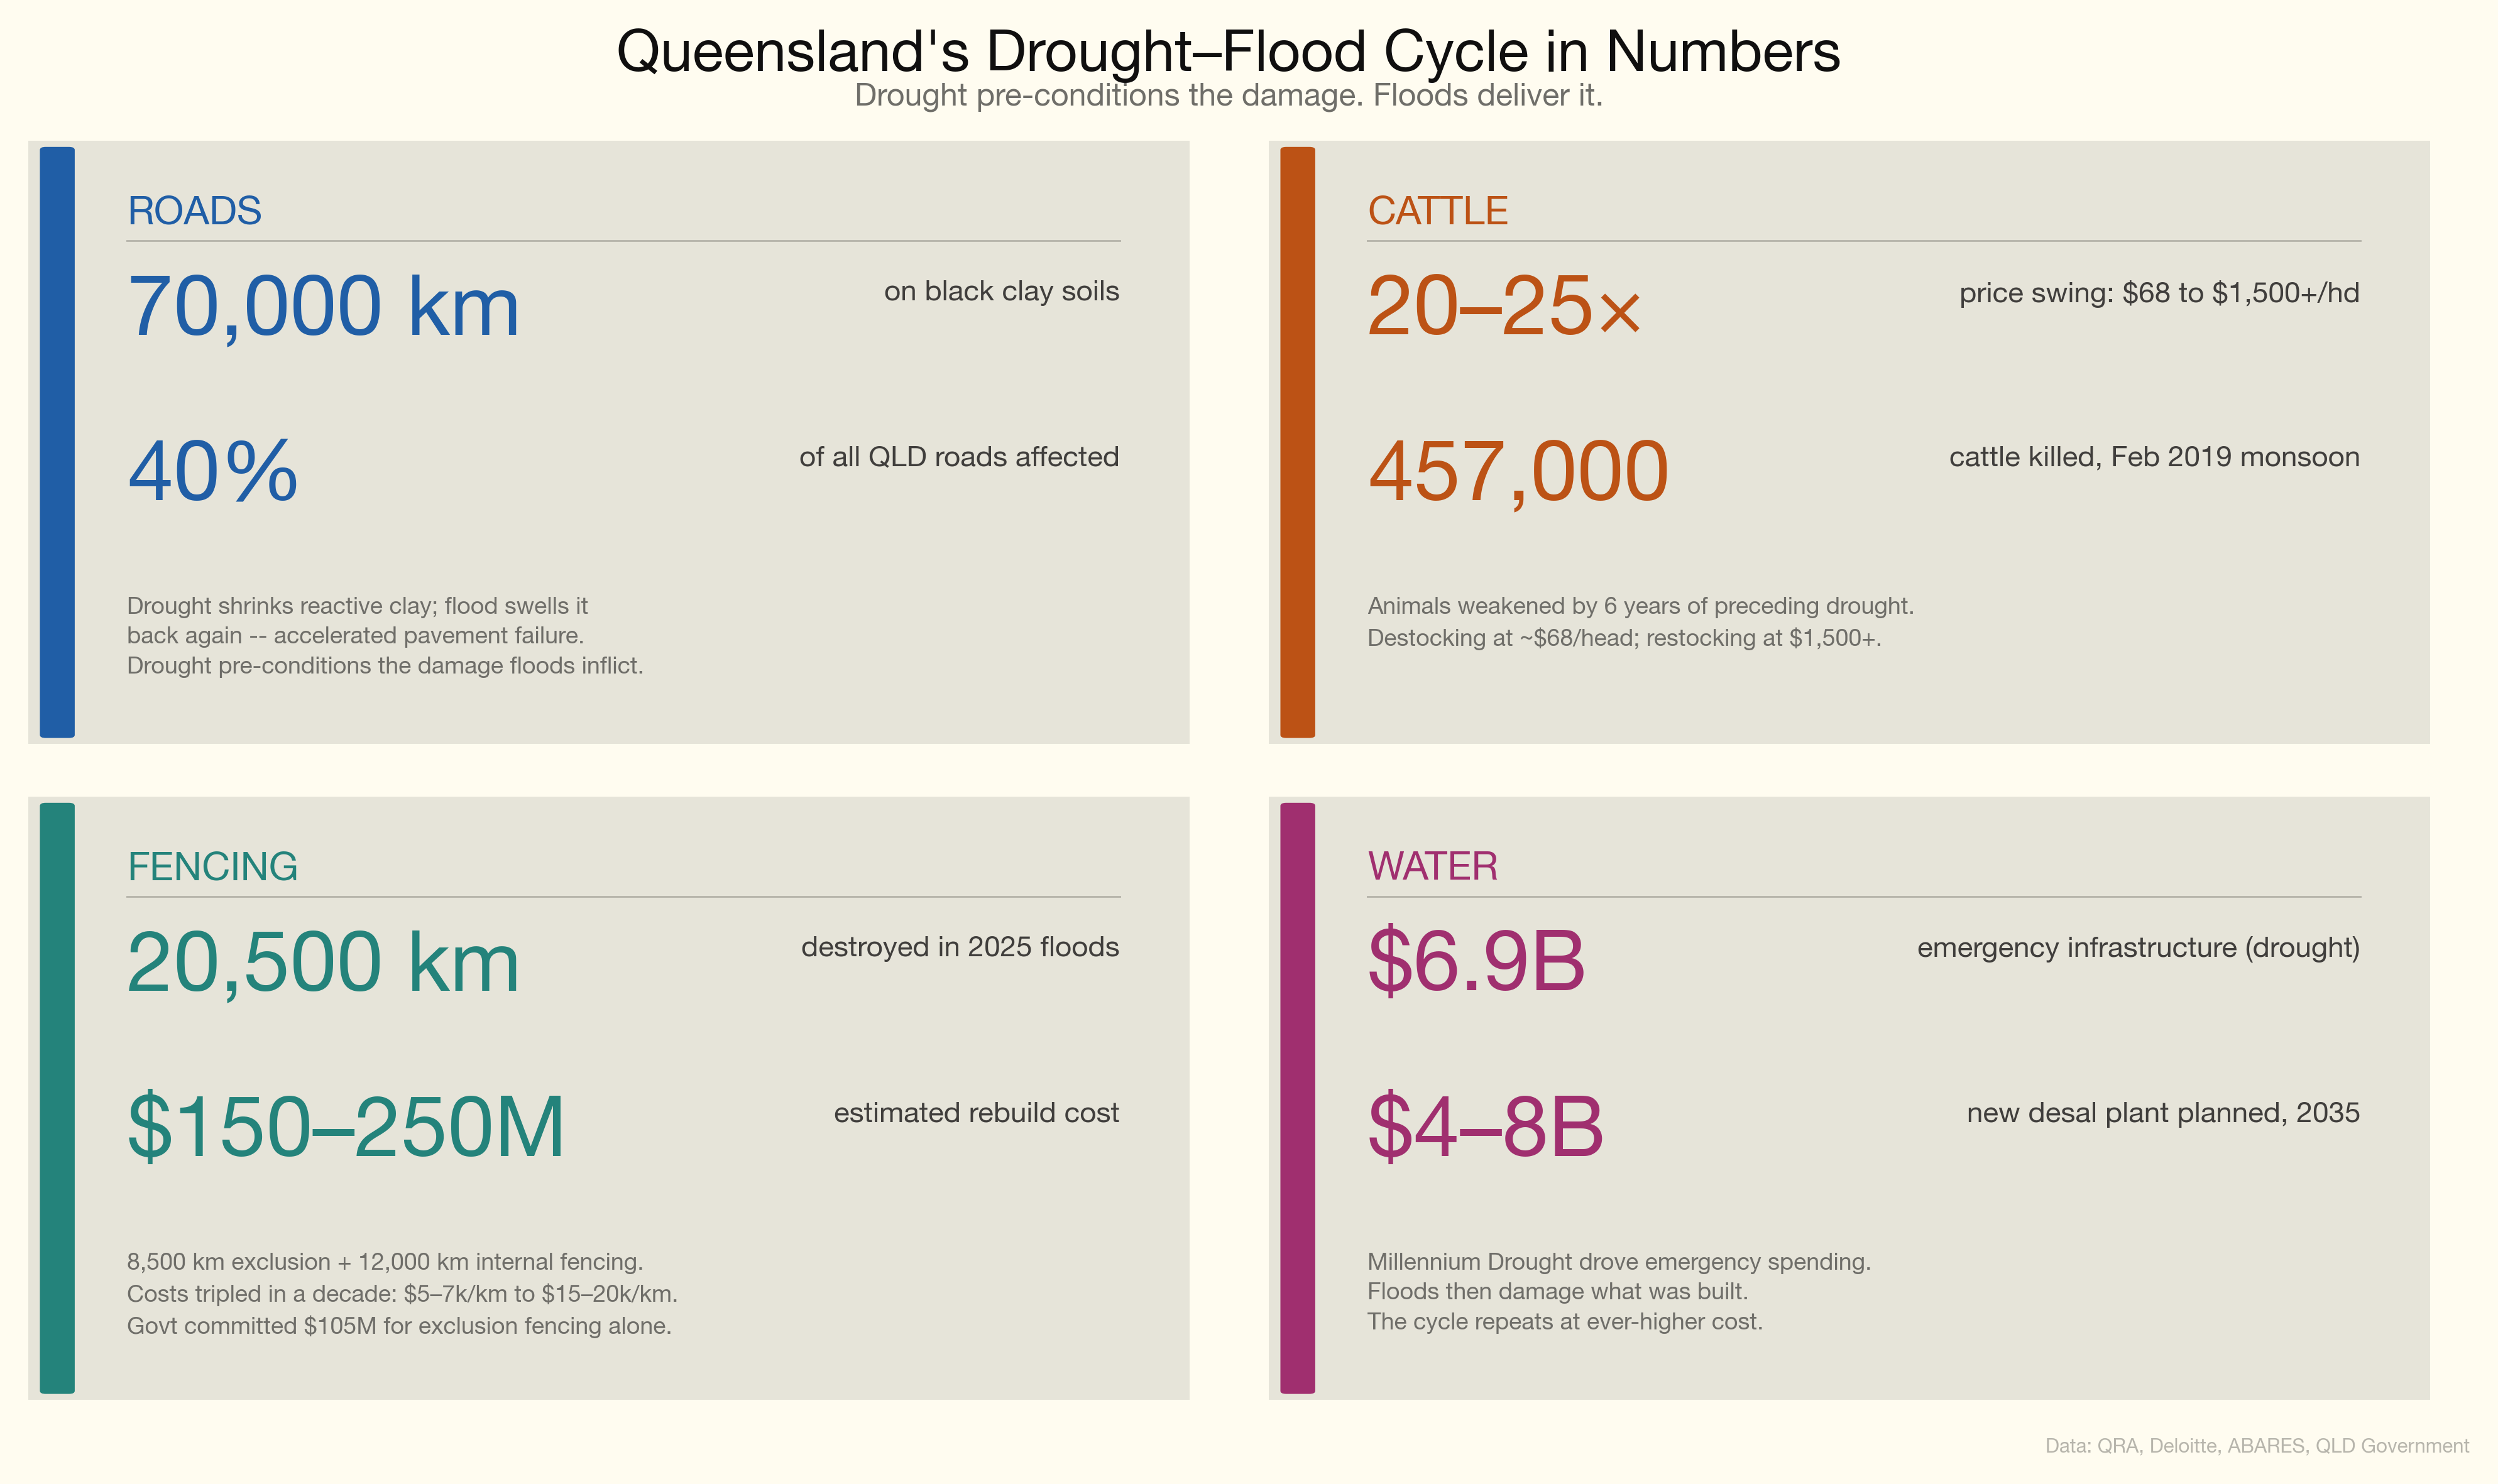 Queensland's Drought–Flood Cycle in Numbers
Drought pre-conditions the damage. Floods deliver it.
ROADS
70,000 km
on black clay soils
40%
of all QLD roads affected
Drought shrinks reactive clay; flood swells it
back again -- accelerated pavement failure.
Drought pre-conditions the damage floods inflict.
CATTLE
20–25×
price swing: $68 to $1,500+/hd
457,000
cattle killed, Feb 2019 monsoon
Animals weakened by 6 years of preceding drought.
Destocking at ~$68/head; restocking at $1,500+.
FENCING
20,500 km
destroyed in 2025 floods
$150–250M
estimated rebuild cost
8,500 km exclusion + 12,000 km internal fencing.
Costs tripled in a decade: $5–7k/km to $15–20k/km.
Govt committed $105M for exclusion fencing alone.
WATER
$6.9B
emergency infrastructure (drought)
$4–8B
new desal plant planned, 2035
Millennium Drought drove emergency spending.
Floods then damage what was built.
The cycle repeats at ever-higher cost.
Data: QRA, Deloitte, ABARES, QLD Government